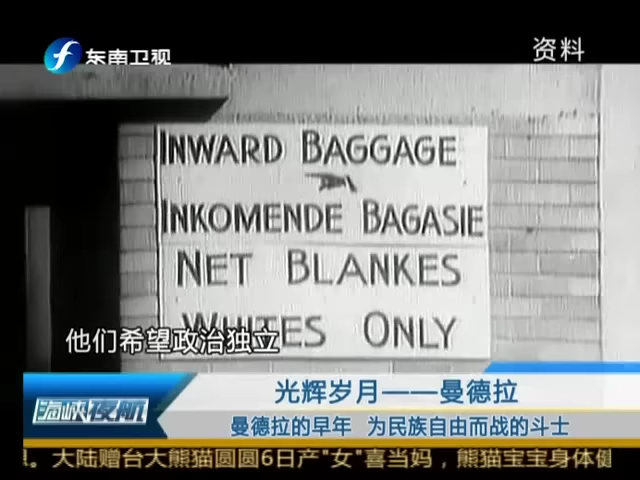 东南卫视
资料
INWARD BAGGAGE
INKOMENDE BAGASIE
NET BLANKES
WHITES ONLY
他们希望政治独立
光辉岁月——曼德拉
海峡夜航
曼德拉的早年 为民族自由而战的斗士
。大陆赠台大熊猫圆圆6日产"女"喜当妈，熊猫宝宝身体健